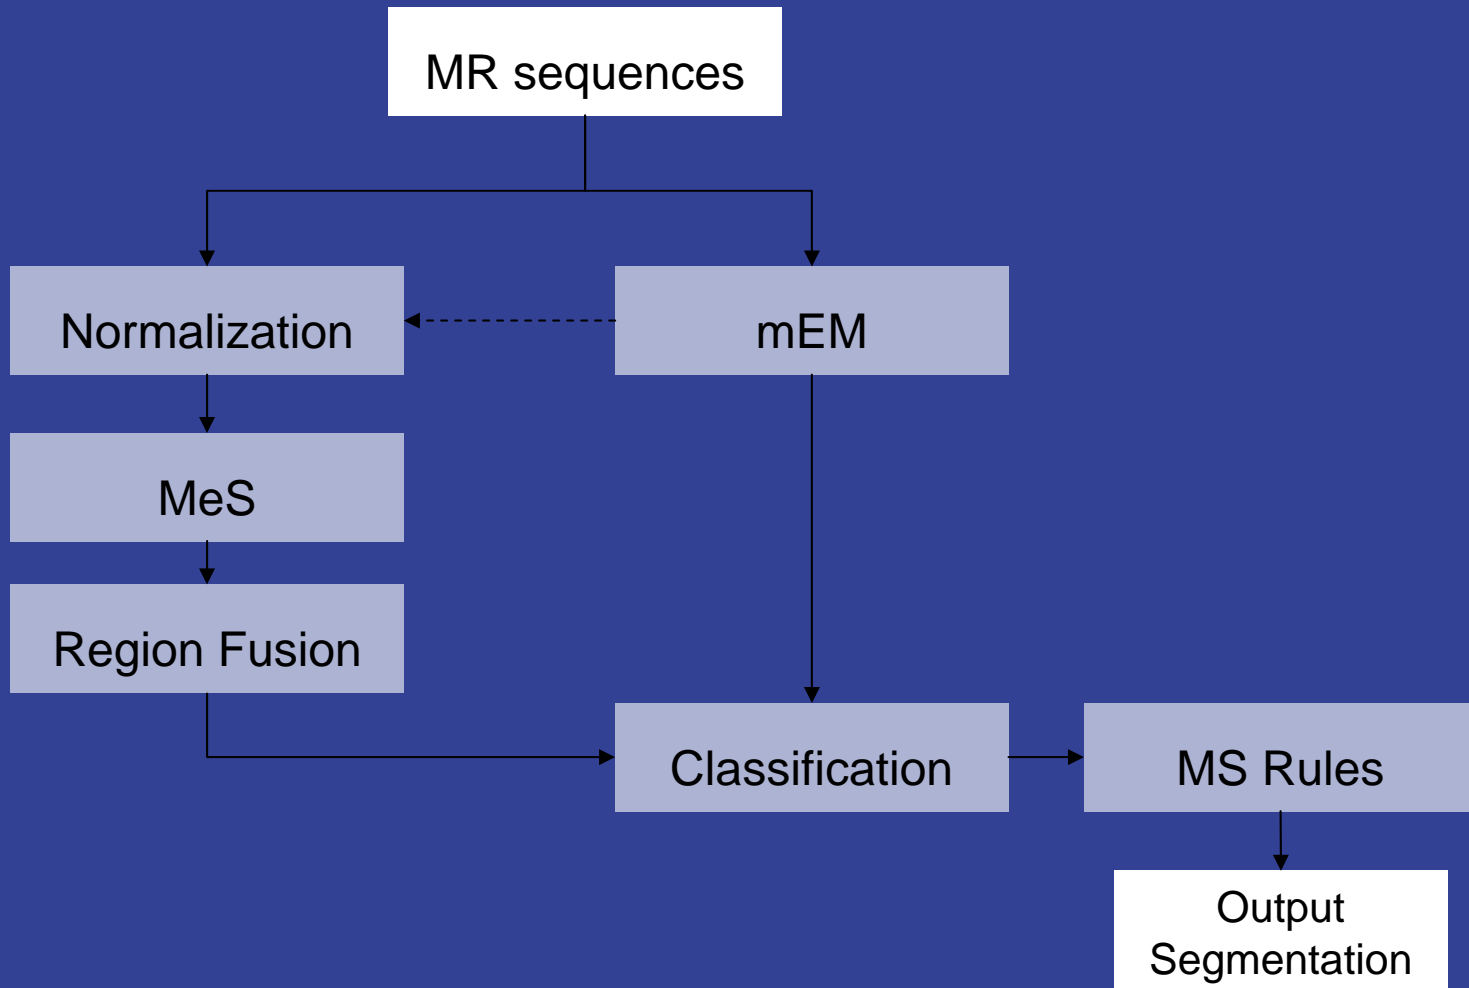 MR sequences
Normalization
mEM
MeS
Region Fusion
Classification
MS Rules
Output
Segmentation